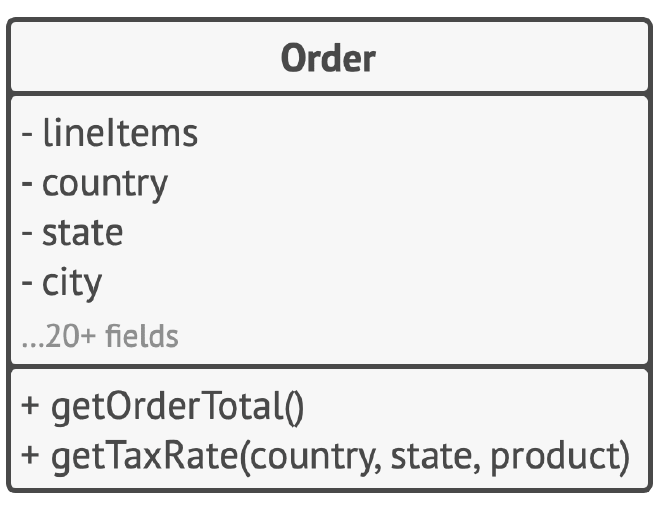 Order
- lineItems
- country
- state
- city
...20+ fields
+ getOrderTotal()
+ getTaxRate(country, state, product)